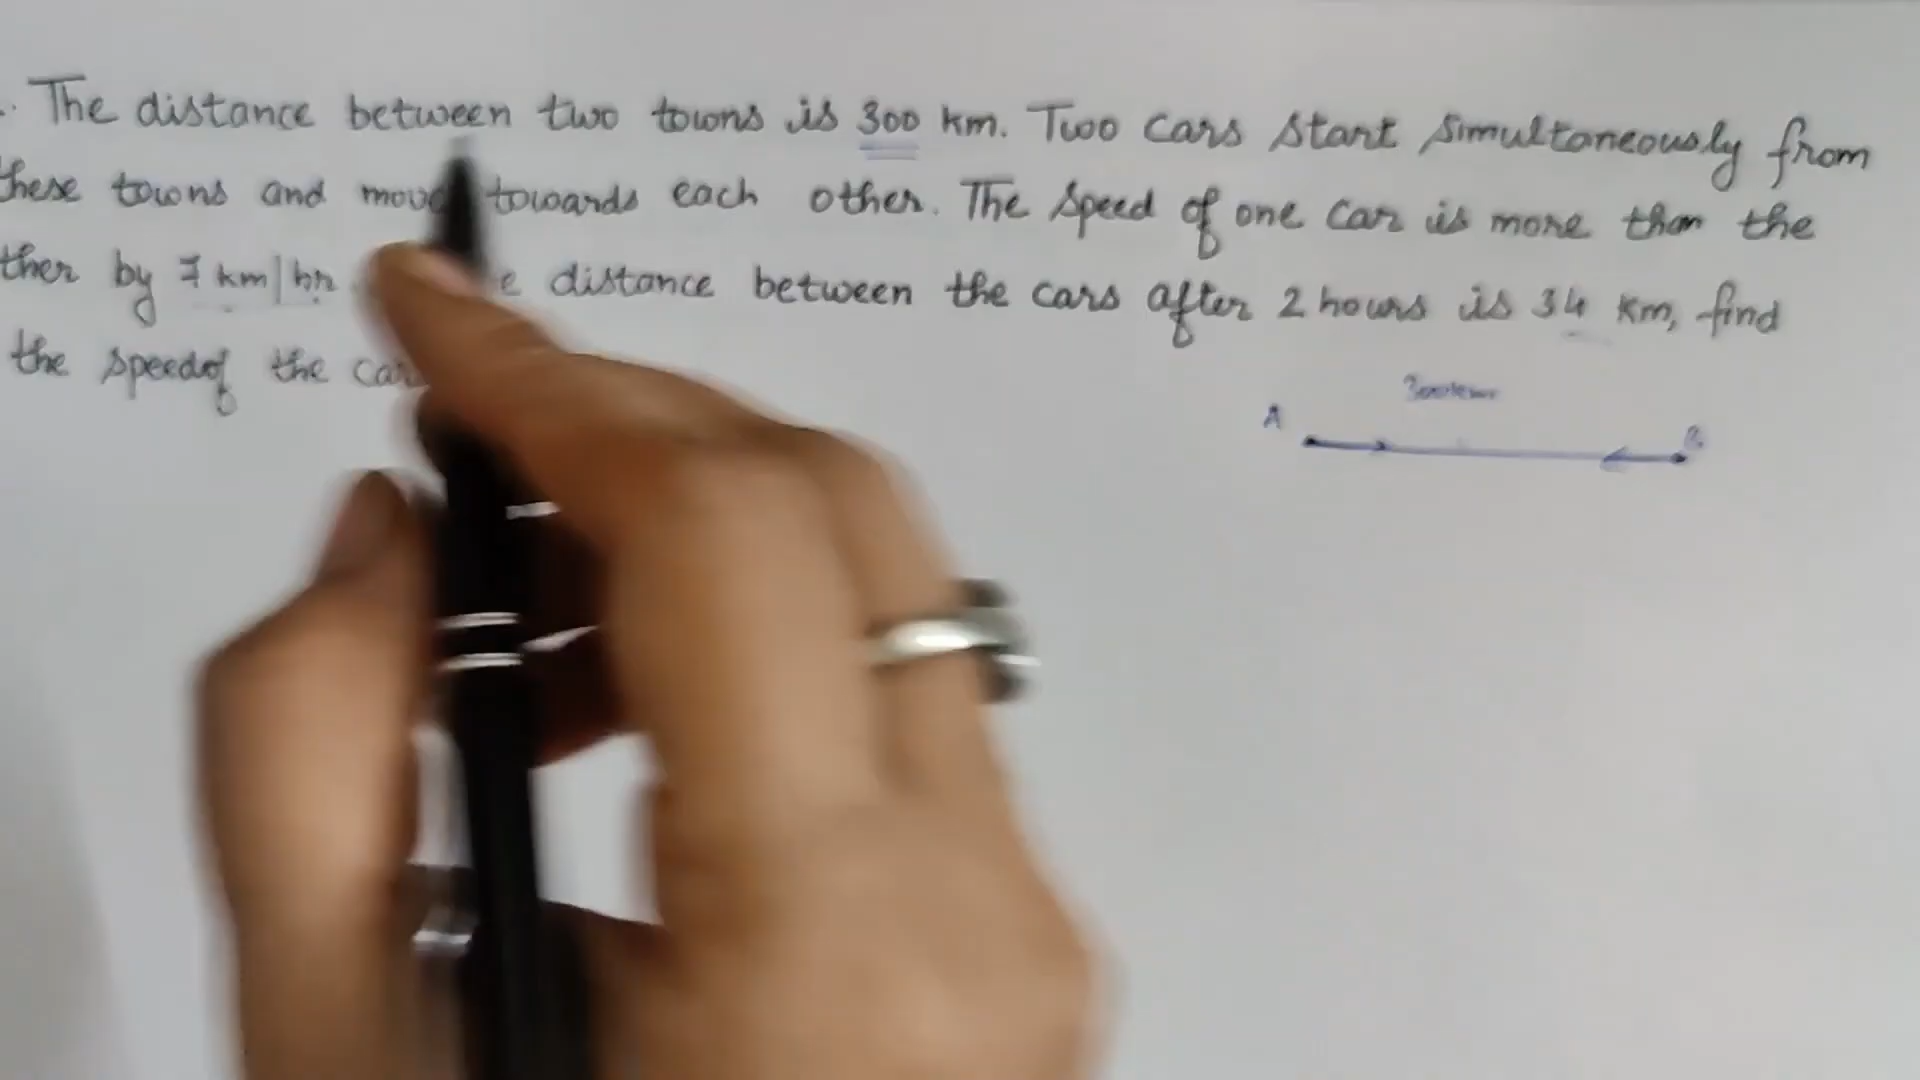 . The distance between two towns is 300 km. Two cars start simultaneously from
these towns and move towards each other. The speed of one car is more than the
ther by 7 km|hr. distance between the cars after 2 hours is 34 km, find
the speed of the car
300km
A B